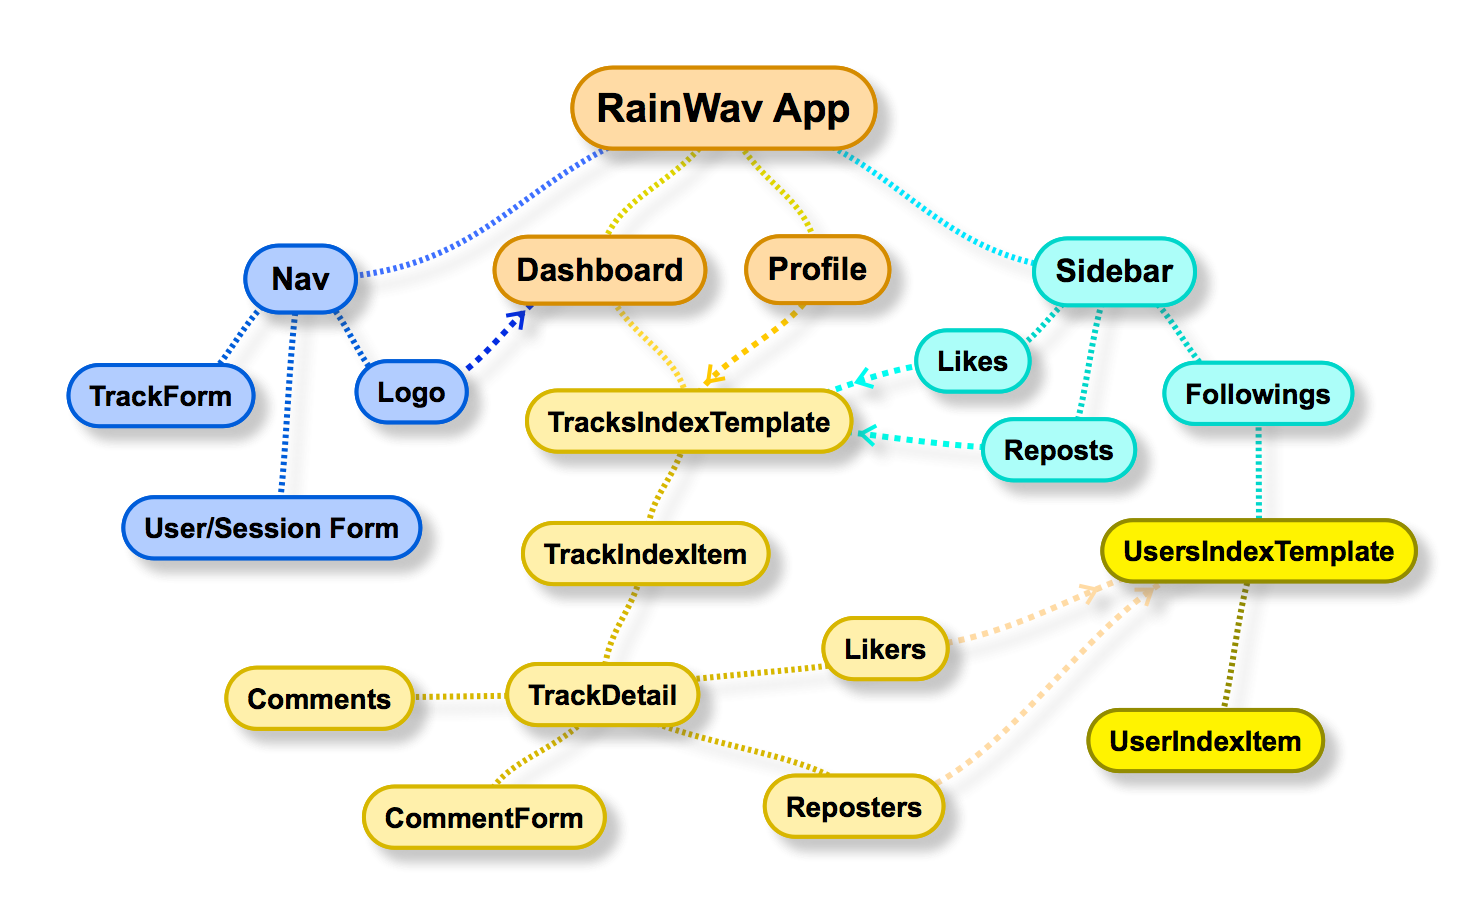 RainWav App
Nav
Dashboard
Profile
Sidebar
TrackForm
Logo
Likes
Followings
TracksIndexTemplate
Reposts
User/Session Form
TrackIndexItem
UsersIndexTemplate
Likers
Comments
TrackDetail
UserIndexItem
CommentForm
Reposters